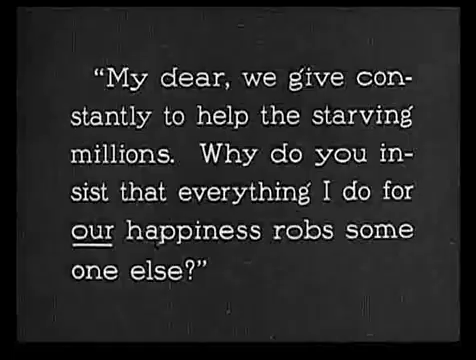 “My dear, we give con-
stantly to help the starving
millions. Why do you in-
sist that everything I do for
our happiness robs some
one else?”